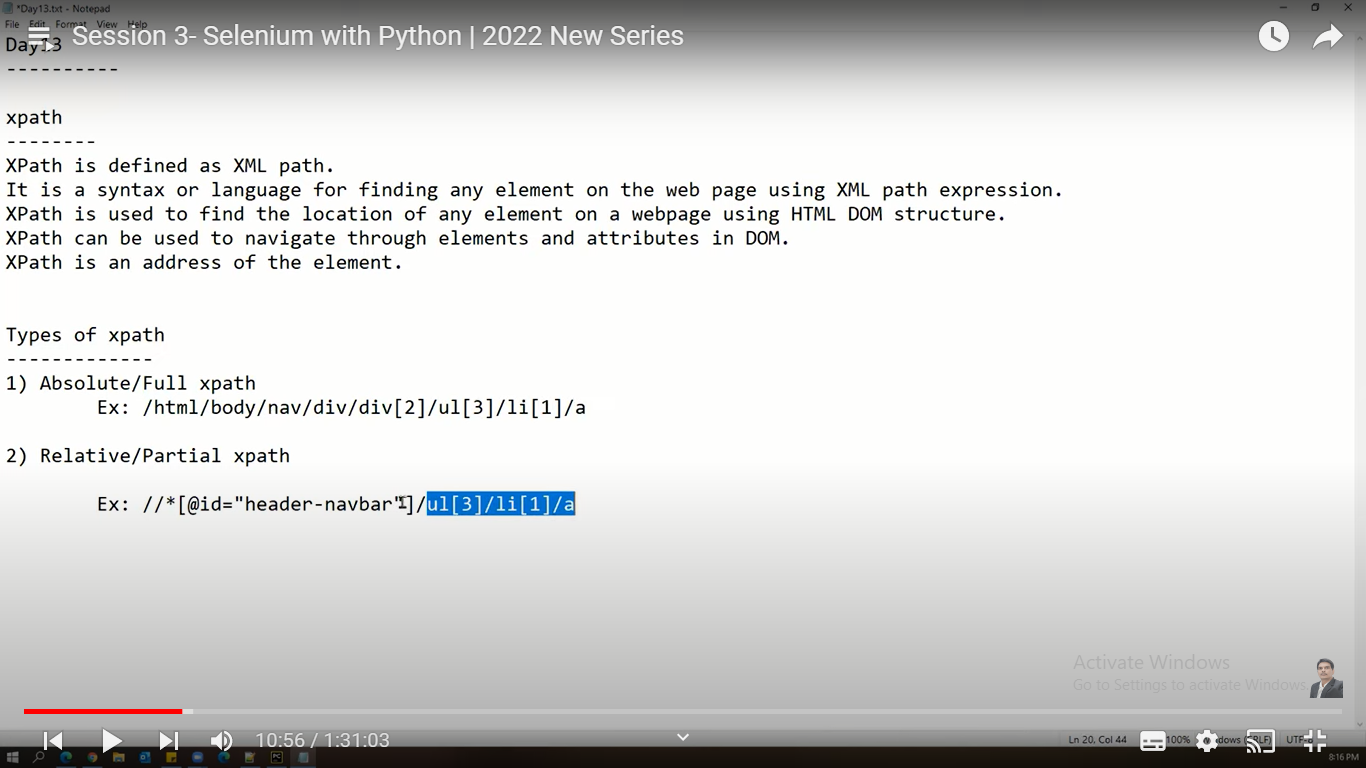 *Day13.txt - Notepad
File Edit Format View Help
Session 3- Selenium with Python | 2022 New Series
Day13
----------
xpath
--------
XPath is defined as XML path.
It is a syntax or language for finding any element on the web page using XML path expression.
XPath is used to find the location of any element on a webpage using HTML DOM structure.
XPath can be used to navigate through elements and attributes in DOM.
XPath is an address of the element.
Types of xpath
-------------
1) Absolute/Full xpath
Ex: /html/body/nav/div/div[2]/ul[3]/li[1]/a
2) Relative/Partial xpath
Ex: //*[@id="header-navbar"]/ul[3]/li[1]/a
Activate Windows
Go to Settings to activate Windows.
10:56 / 1:31:03
Ln 20, Col 44 100% UTF-8
8:16 PM